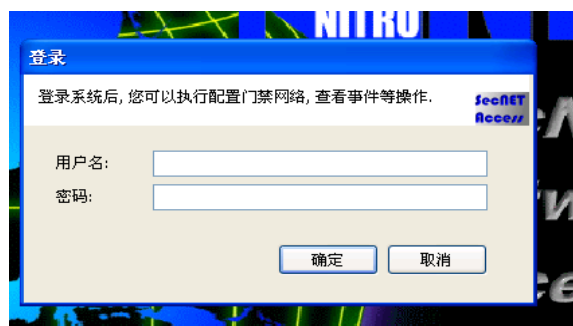 NITRO
登录
登录系统后, 您可以执行配置门禁网络, 查看事件等操作.
SecNET
Access
用户名:
密码:
确定
取消